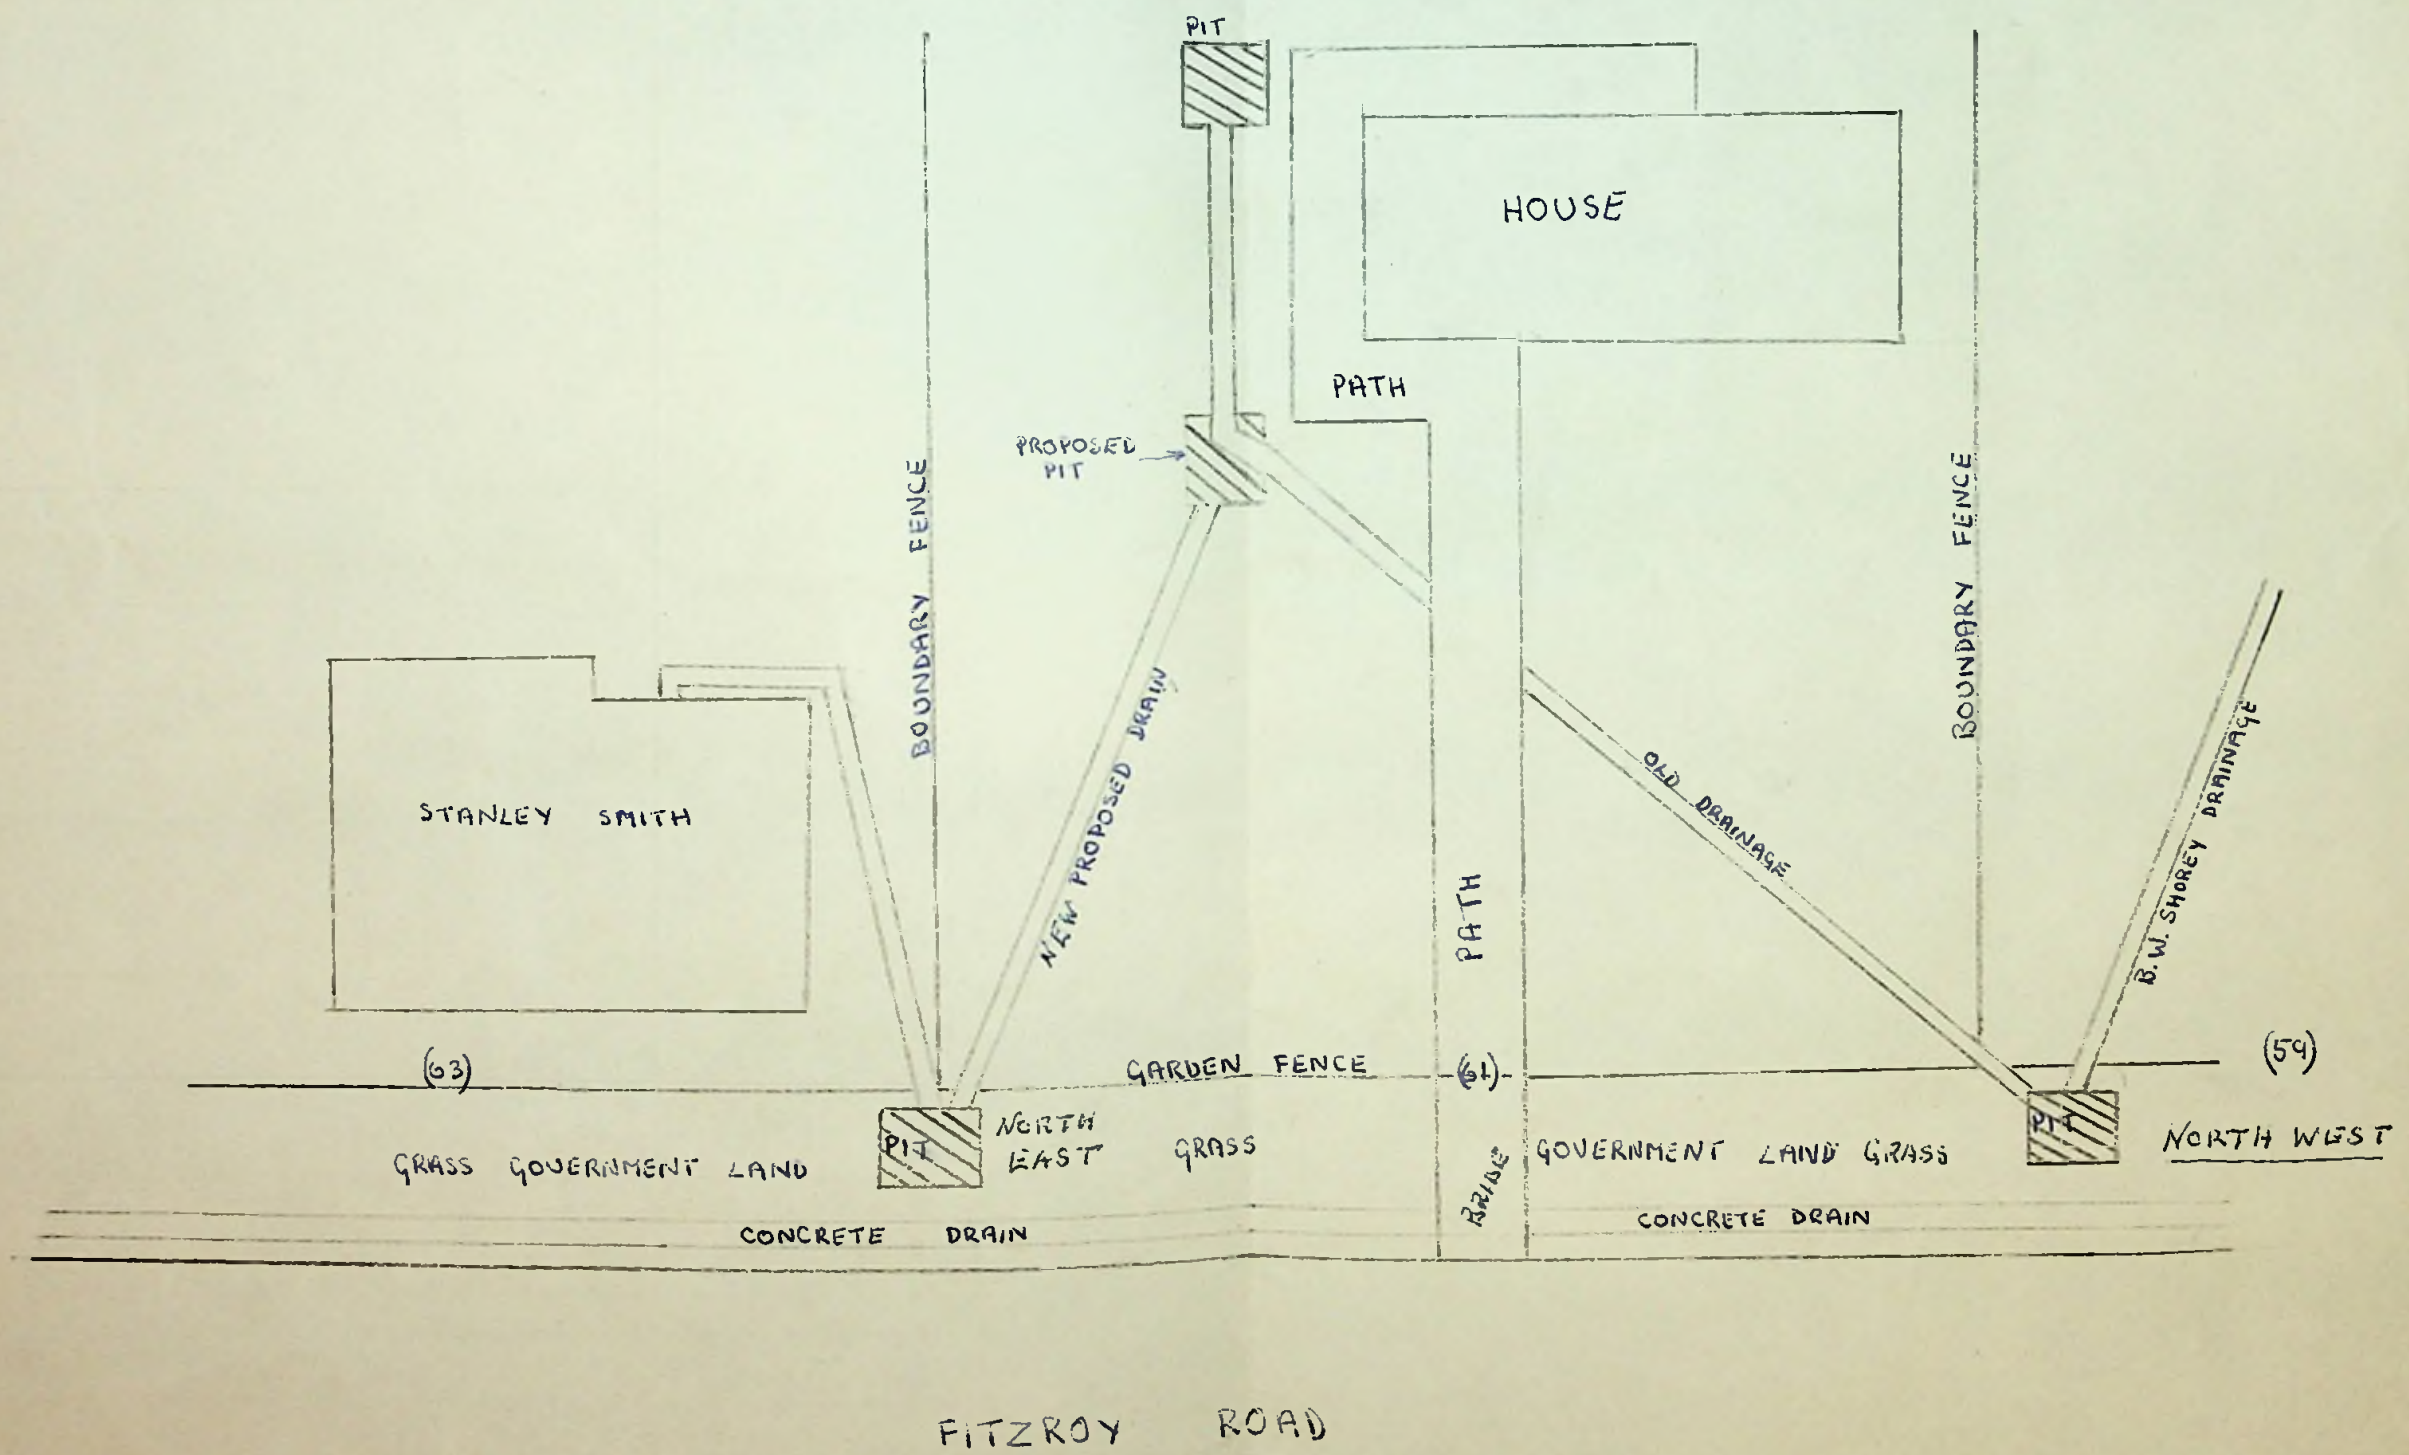 PIT
HOUSE
PATH
PROPOSED
PIT
BOUNDARY FENCE
BOUNDARY FENCE
STANLEY SMITH
NEW PROPOSED DRAIN
OLD DRAINAGE
B.W. SHOREY DRAINAGE
PATH
(63)
GARDEN FENCE
(61)
(59)
PIT
NORTH
EAST
GRASS
GRASS GOVERNMENT LAND
BRIDE
GOVERNMENT LAND GRASS
PIT
NORTH WEST
CONCRETE DRAIN
CONCRETE DRAIN
FITZROY ROAD